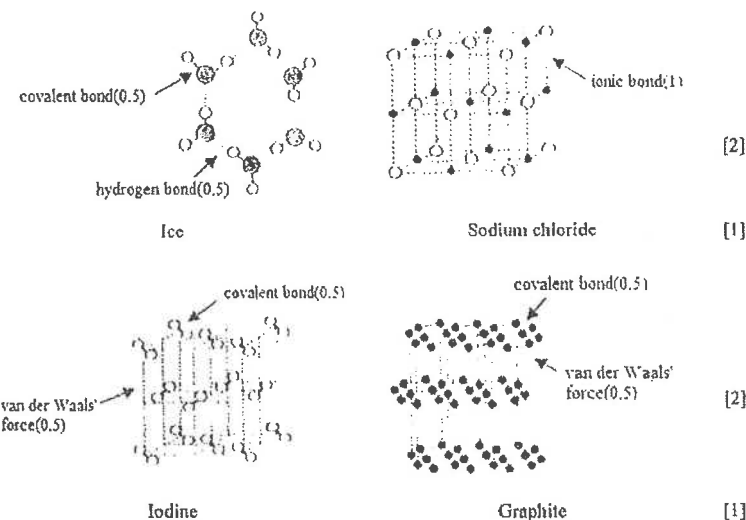 covalent bond(0.5)
hydrogen bond(0.5)
ionic bond(1)
[2]
Ice
Sodium chloride
[1]
covalent bond(0.5)
van der Waals'
force(0.5)
covalent bond(0.5)
van der Waals'
force(0.5)
[2]
Iodine
Graphite
[1]